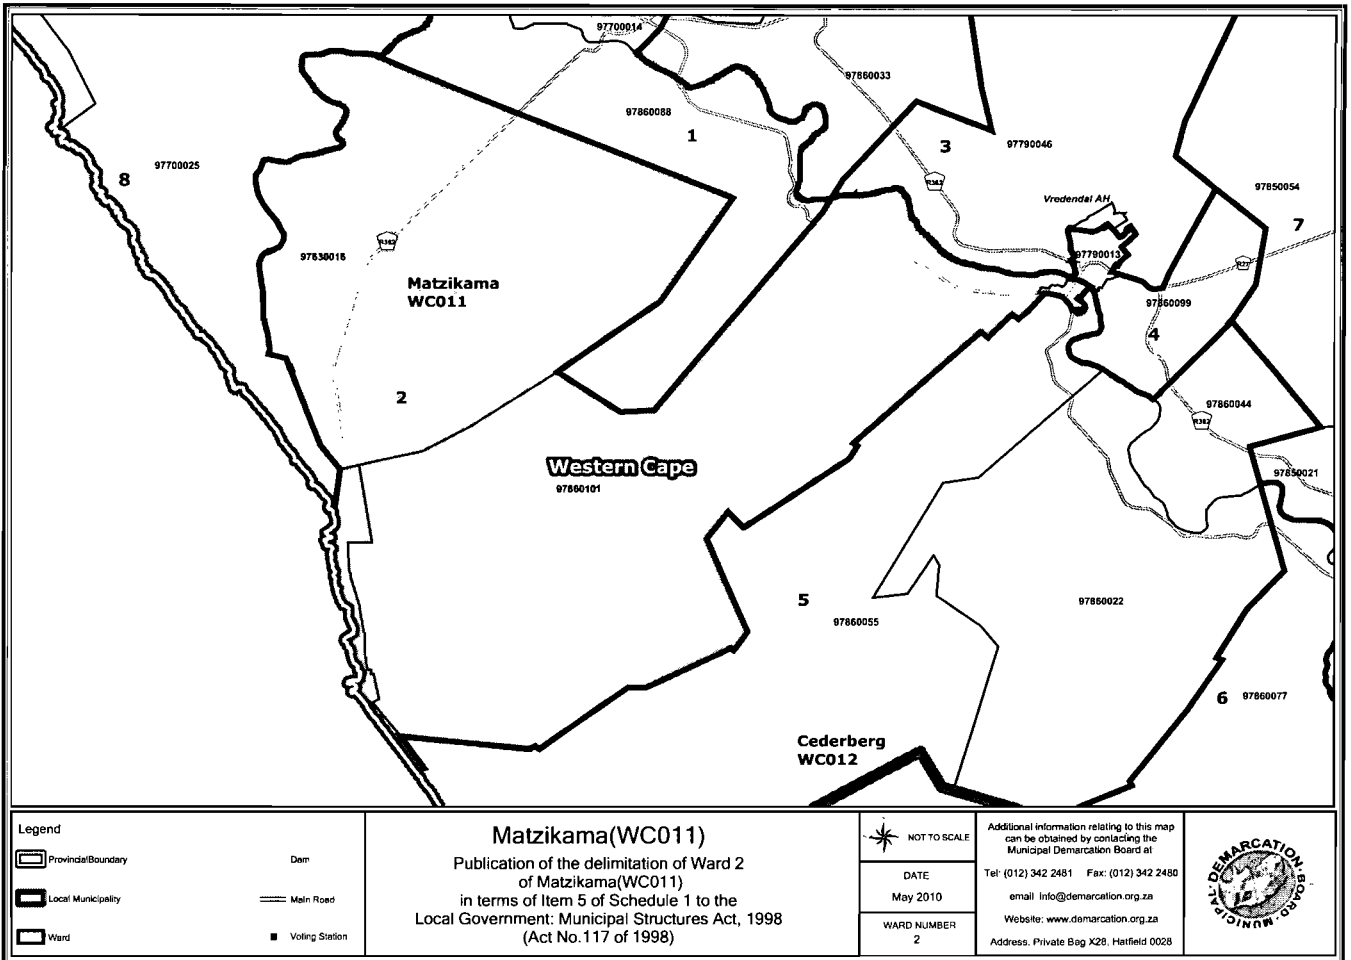 97700014
97860033
97860088
1
3
97790046
97700025
8
97850054
Vredendal AH
R362
7
R362
97630016
97790013
R27
Matzikama
WC011
97860099
4
2
97860044
R362
Western Cape
97860101
97850021
5
97860055
97860022
6
97860077
Cederberg
WC012
Legend
Provincial Boundary
Local Municipality
Ward
Dam
Main Road
Voting Station
Matzikama(WC011)
Publication of the delimitation of Ward 2
of Matzikama(WC011)
in terms of Item 5 of Schedule 1 to the
Local Government: Municipal Structures Act, 1998
(Act No.117 of 1998)
NOT TO SCALE
DATE
May 2010
WARD NUMBER
2
Additional information relating to this map
can be obtained by contacting the
Municipal Demarcation Board at
Tel: (012) 342 2481 Fax: (012) 342 2480
email info@demarcation.org.za
Website: www.demarcation.org.za
Address. Private Bag X28, Hatfield 0028
MUNICIPAL DEMARCATION BOARD